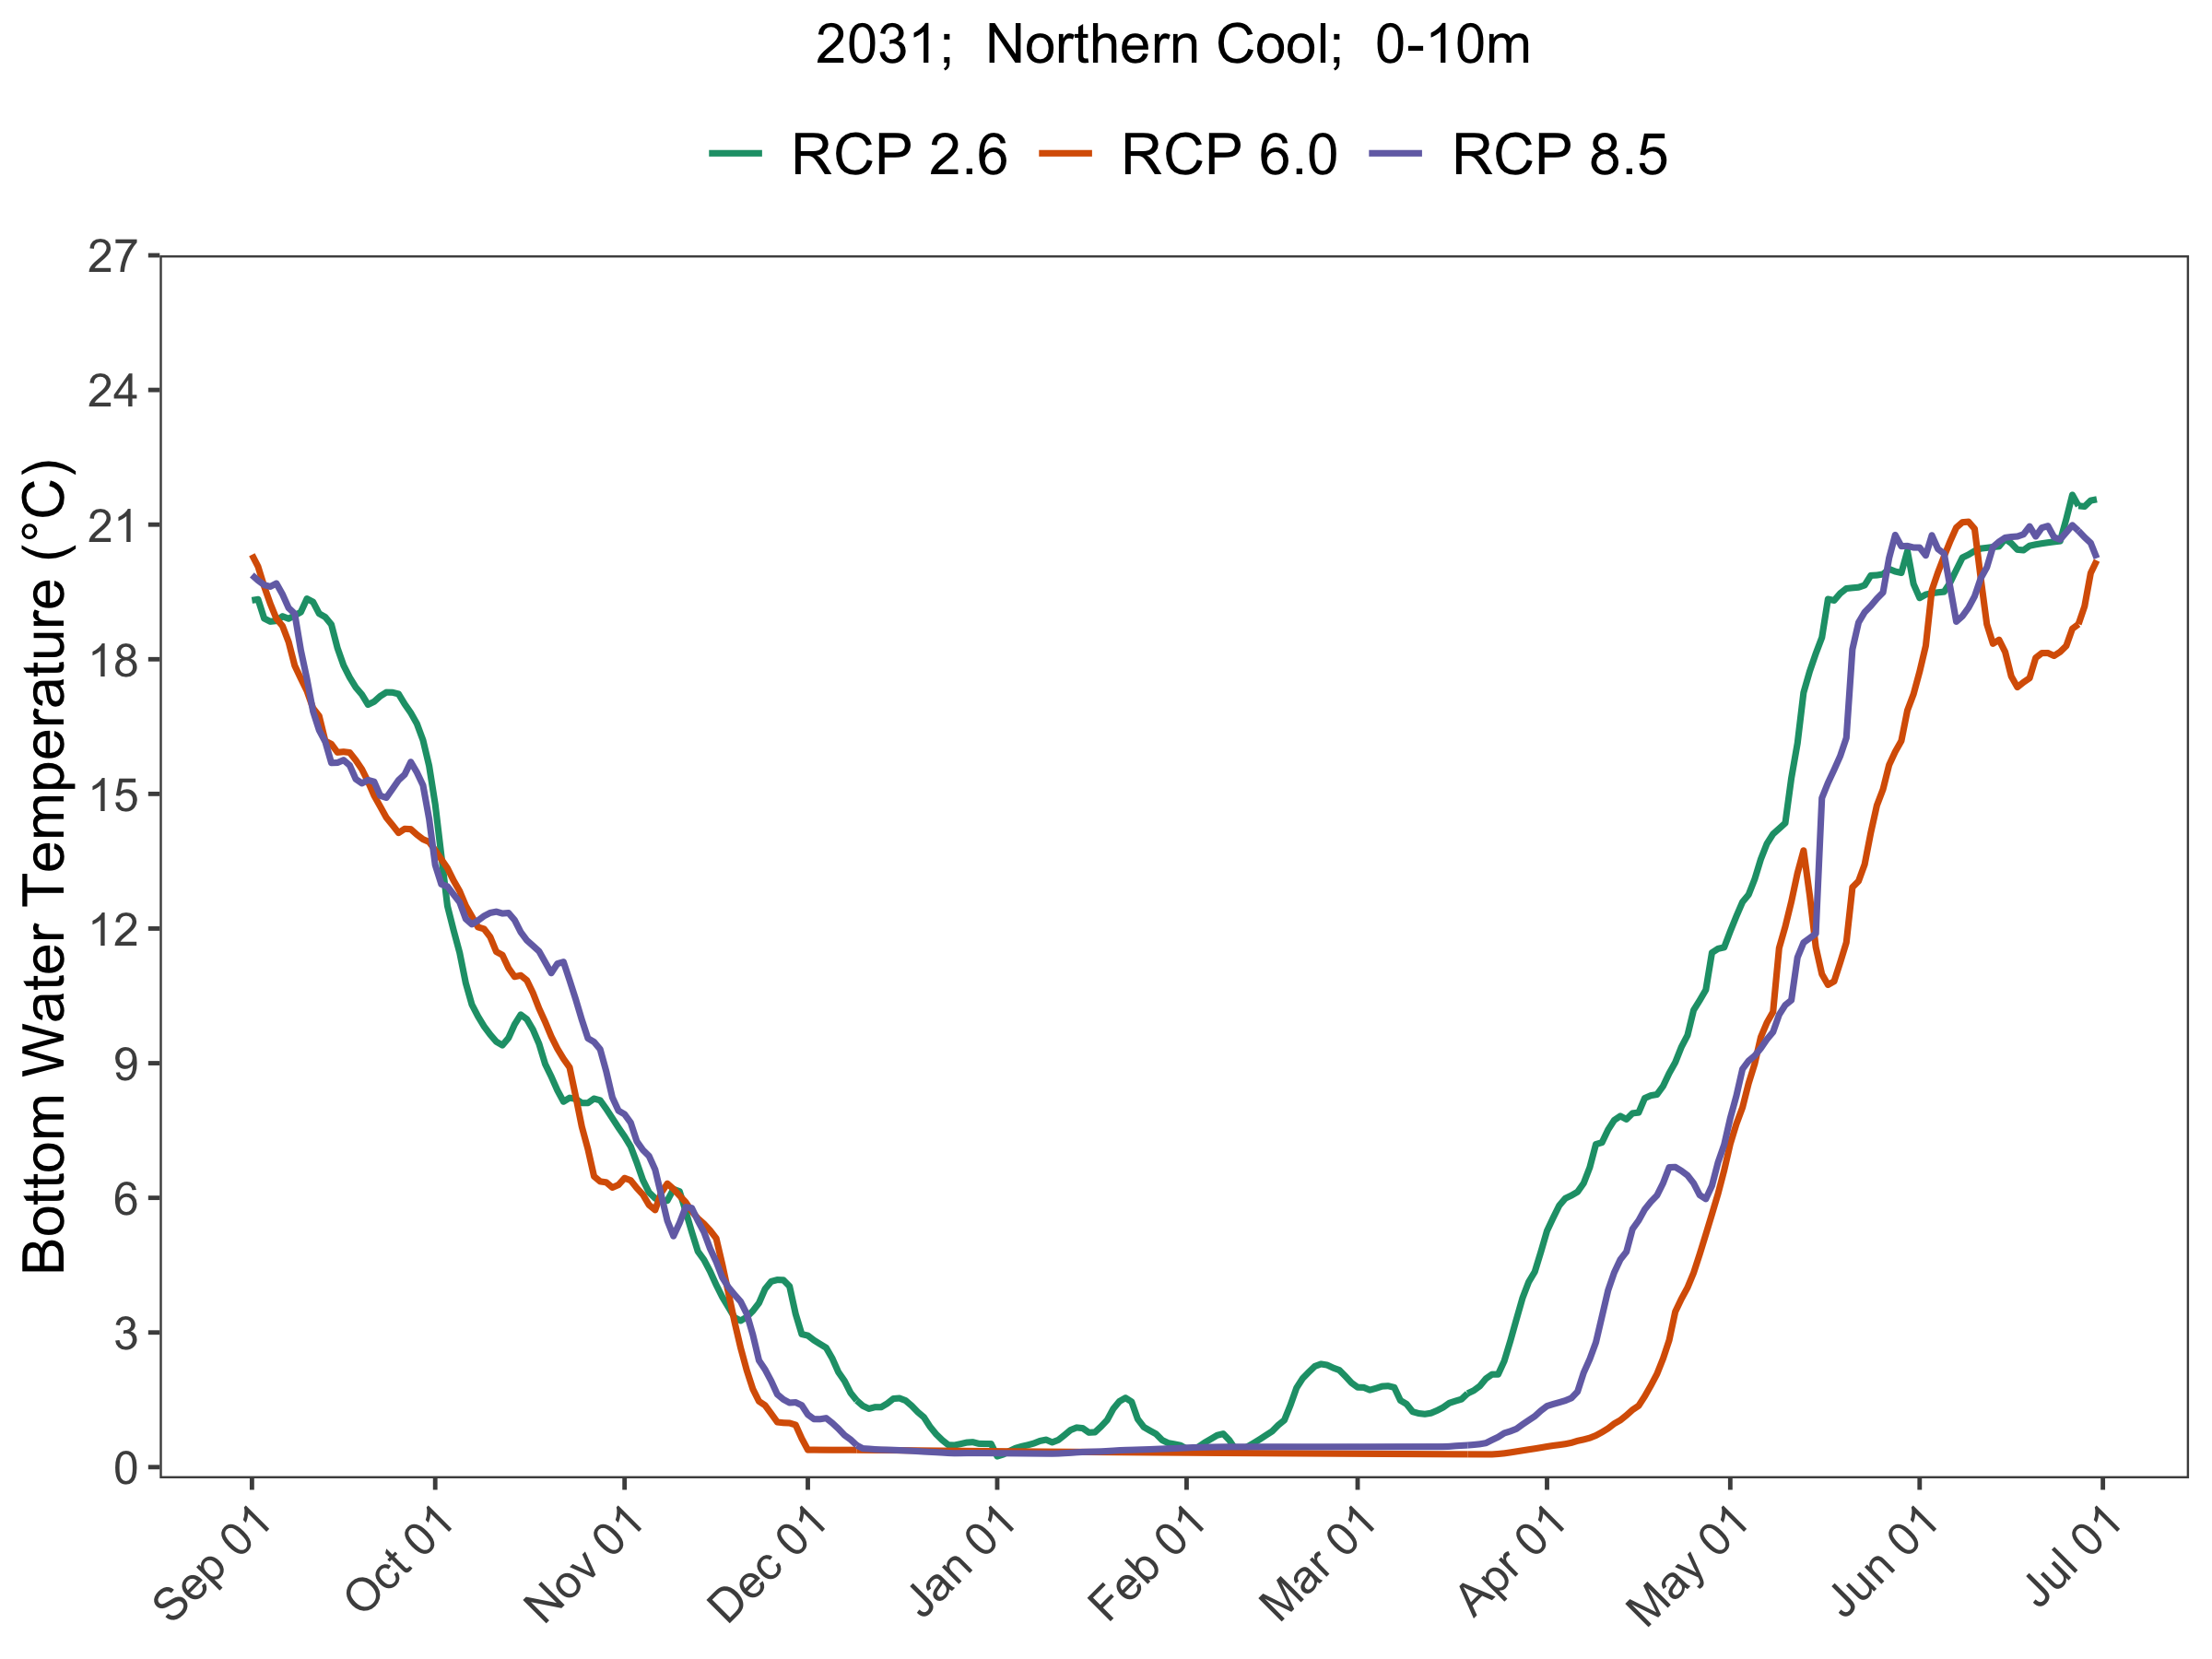 2031;  Northern Cool;  0-10m
RCP 2.6 RCP 6.0 RCP 8.5
Bottom Water Temperature (°C)
27
24
21
18
15
12
9
6
3
0
Sep 01 Oct 01 Nov 01 Dec 01 Jan 01 Feb 01 Mar 01 Apr 01 May 01 Jun 01 Jul 01